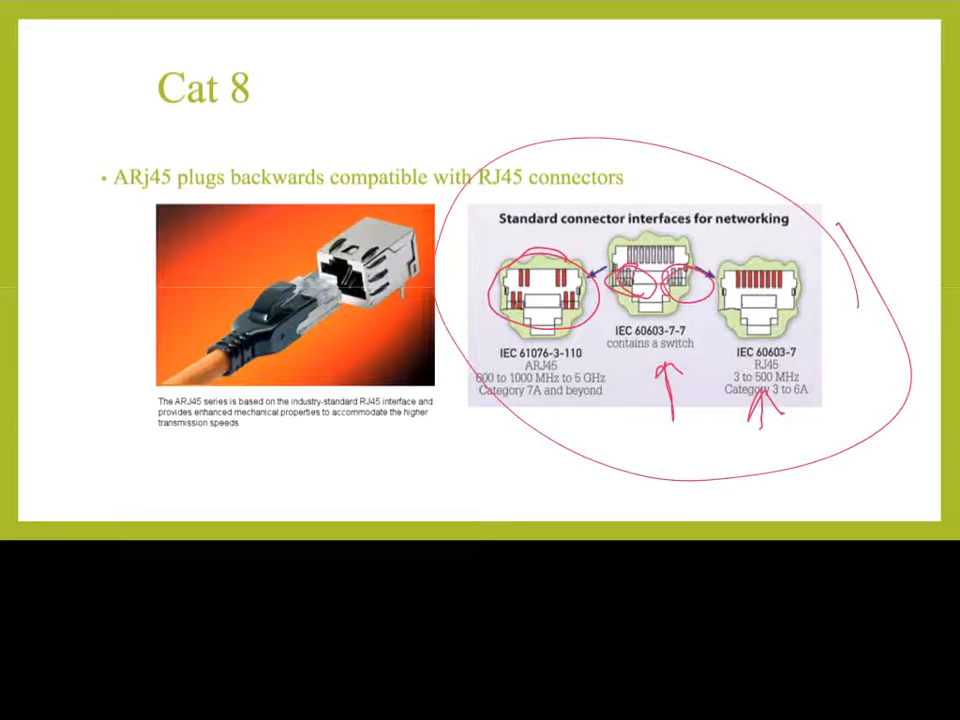 Cat 8
• ARj45 plugs backwards compatible with RJ45 connectors
The ARJ45 series is based on the industry-standard RJ45 interface and
provides enhanced mechanical properties to accommodate the higher
transmission speeds
Standard connector interfaces for networking
IEC 61076-3-110
ARJ45
600 to 1000 MHz to 5 GHz
Category 7A and beyond
IEC 60603-7-7
contains a switch
IEC 60603-7
RJ45
3 to 500 MHz
Category 3 to 6A